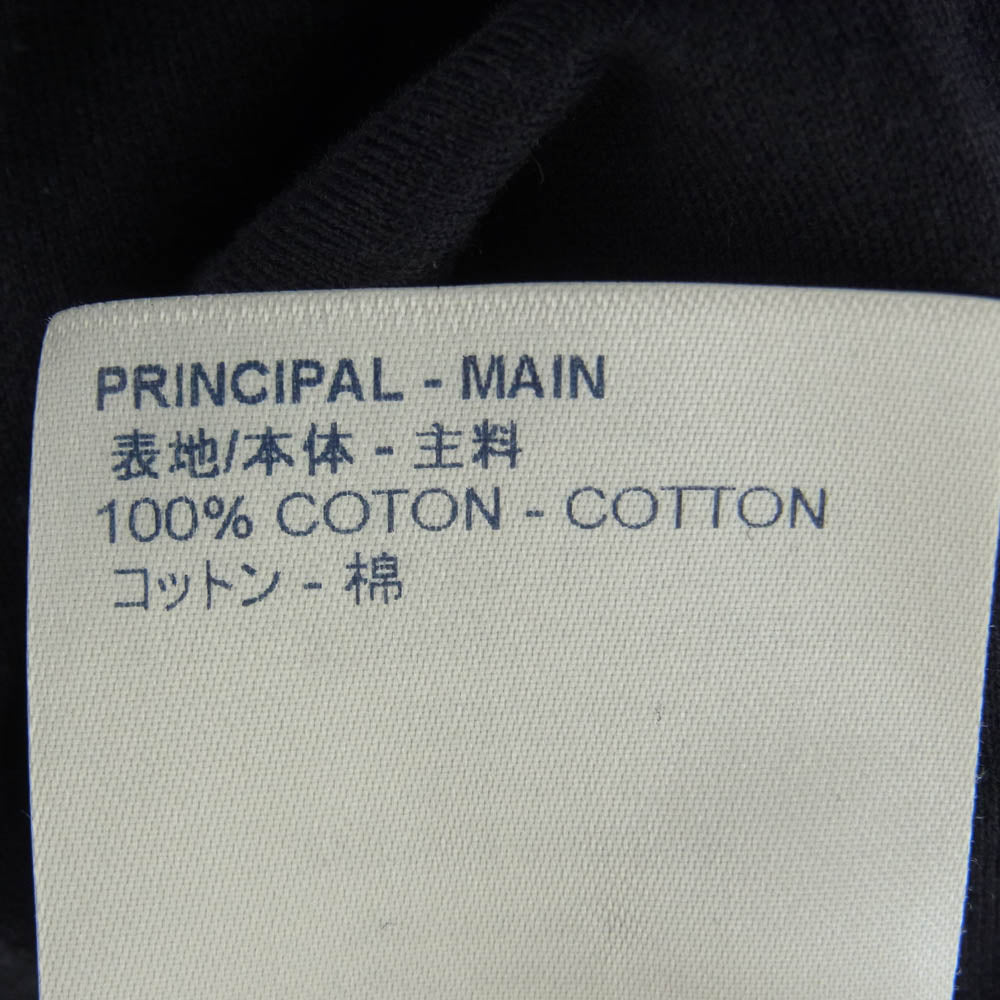 PRINCIPAL - MAIN
表地/本体 - 主料
100% COTON - COTTON
コットン - 棉